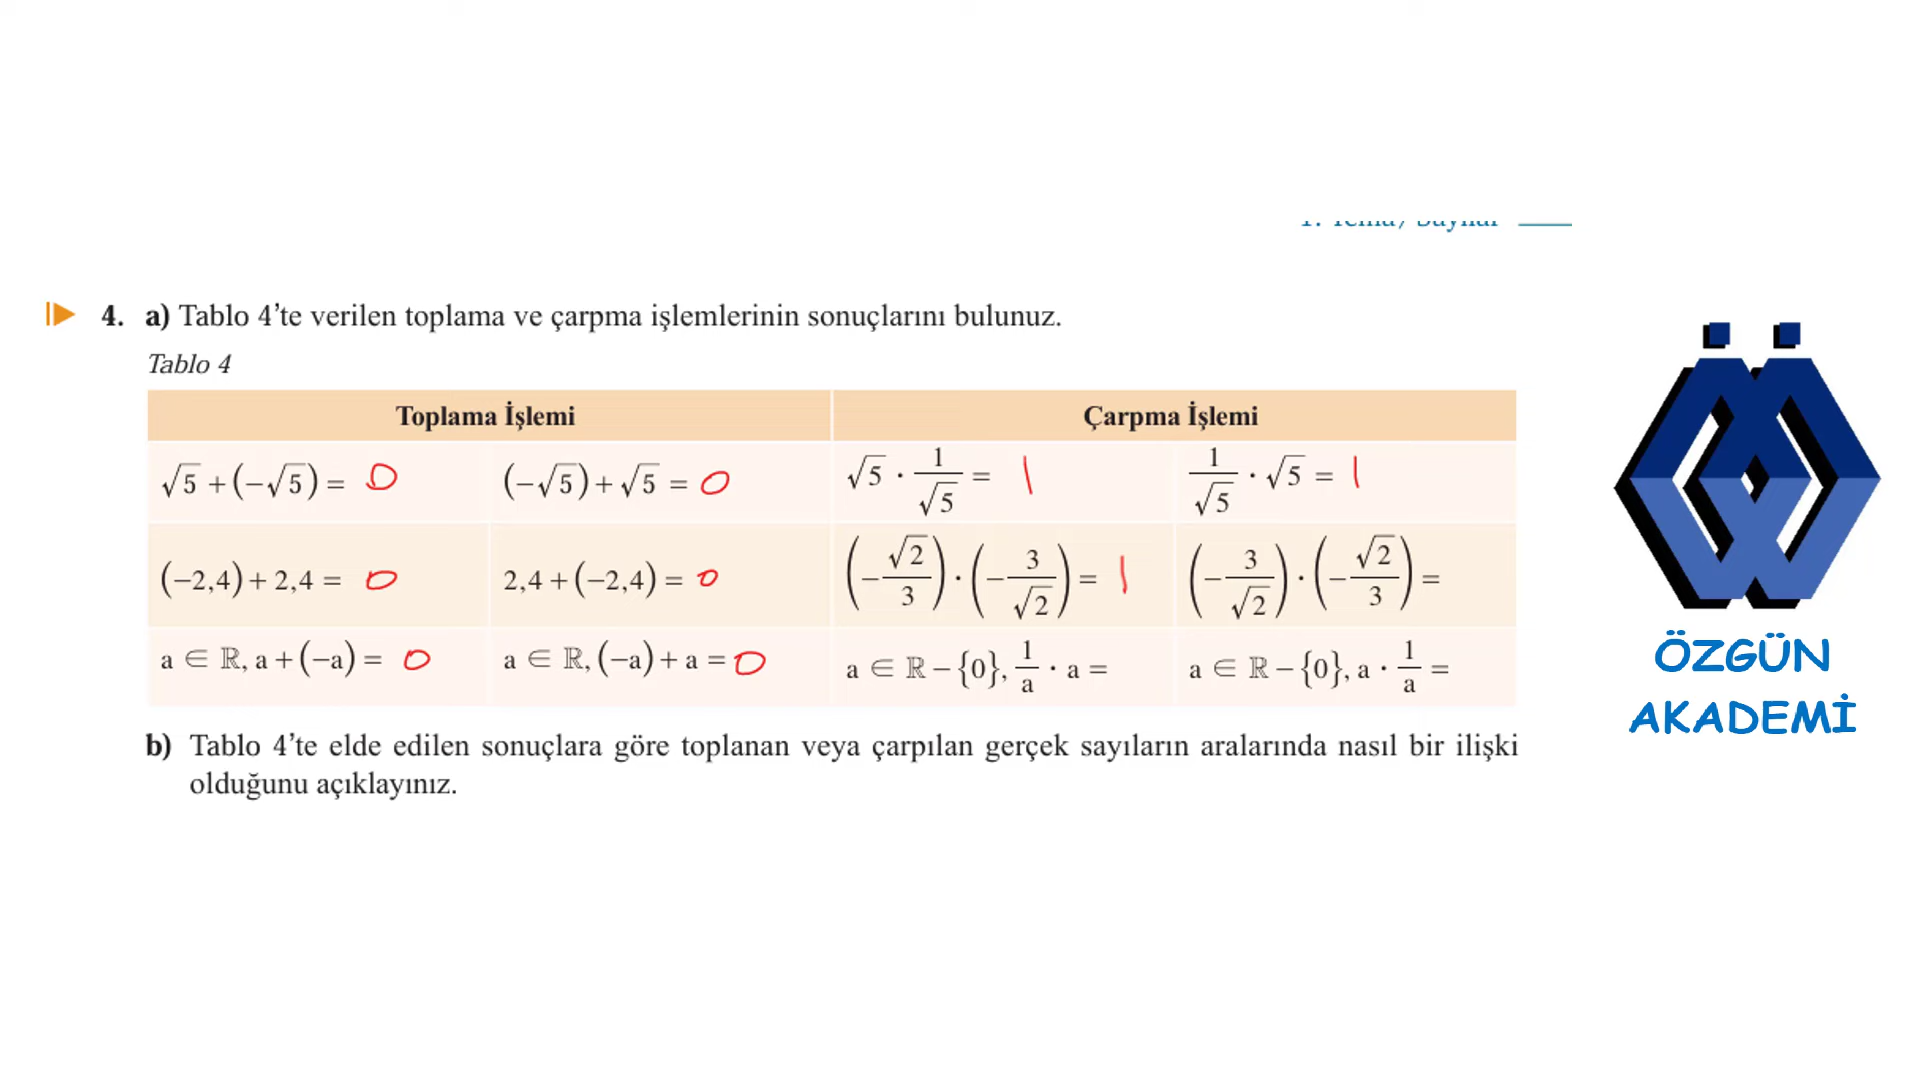 4. a) Tablo 4’te verilen toplama ve çarpma işlemlerinin sonuçlarını bulunuz.
Tablo 4
Toplama İşlemi Çarpma İşlemi
√5 + (−√5) = 0 (−√5) + √5 = 0 √5 · 1/√5 = 1 1/√5 · √5 = 1
(−2,4) + 2,4 = 0 2,4 + (−2,4) = 0 (−√2/3) · (−3/√2) = 1 (−3/√2) · (−√2/3) =
a ∈ ℝ, a + (−a) = 0 a ∈ ℝ, (−a) + a = 0 a ∈ ℝ − {0}, 1/a · a = a ∈ ℝ − {0}, a · 1/a =
b) Tablo 4’te elde edilen sonuçlara göre toplanan veya çarpılan gerçek sayıların aralarında nasıl bir ilişki
olduğunu açıklayınız.
ÖZGÜN
AKADEMİ